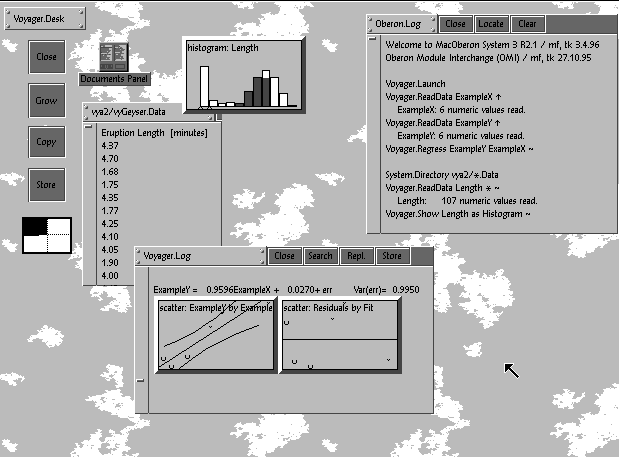 Voyager.Desk
Close
Grow
Copy
Store
Documents Panel
histogram: Length
vya2/vyGeyser.Data
Eruption Length [minutes]
4.37
4.70
1.68
1.75
4.35
1.77
4.25
4.10
4.05
1.90
4.00
Oberon.Log
Close
Locate
Clear
Welcome to MacOberon System 3 R2.1 / mf, tk 3.4.96
Oberon Module Interchange (OMI) / mf, tk 27.10.95
Voyager.Launch
Voyager.ReadData ExampleX ↑
ExampleX: 6 numeric values read.
Voyager.ReadData ExampleY ↑
ExampleY: 6 numeric values read.
Voyager.Regress ExampleY ExampleX ~
System.Directory vya2/*.Data
Voyager.ReadData Length * ~
Length: 107 numeric values read.
Voyager.Show Length as Histogram ~
Voyager.Log
Close
Search
Repl.
Store
ExampleY = 0.9596ExampleX + 0.0270+ err Var(err)= 0.9950
scatter: ExampleY by Example
scatter: Residuals by Fit